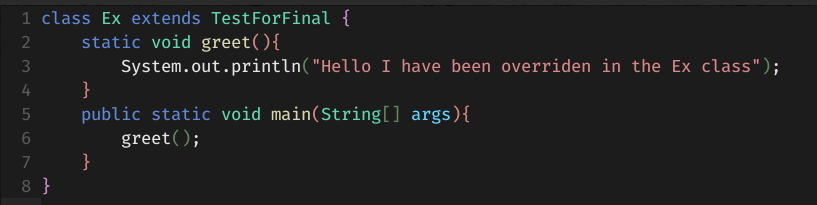 1 class Ex extends TestForFinal {
2     static void greet(){
3         System.out.println("Hello I have been overriden in the Ex class");
4     }
5     public static void main(String[] args){
6         greet();
7     }
8 }